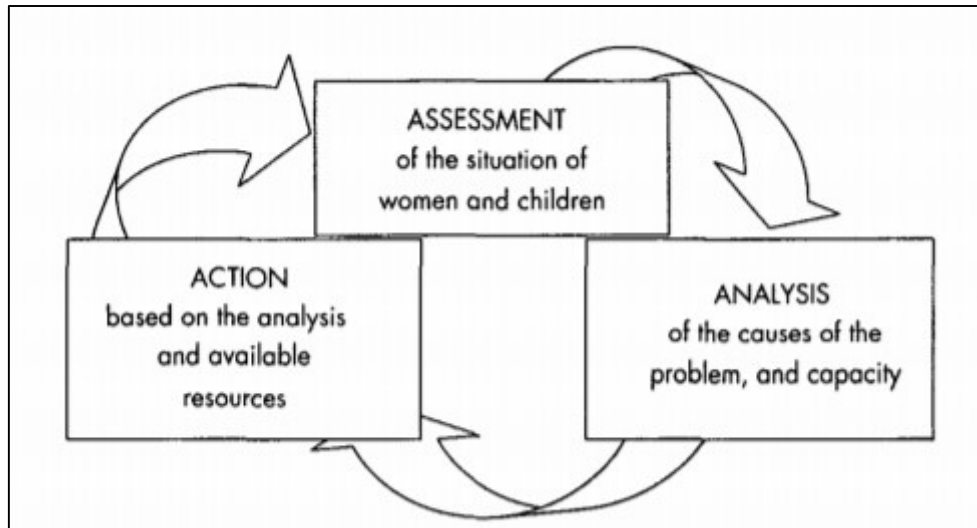 ASSESSMENT
of the situation of
women and children
ACTION
based on the analysis
and available
resources
ANALYSIS
of the causes of the
problem, and capacity